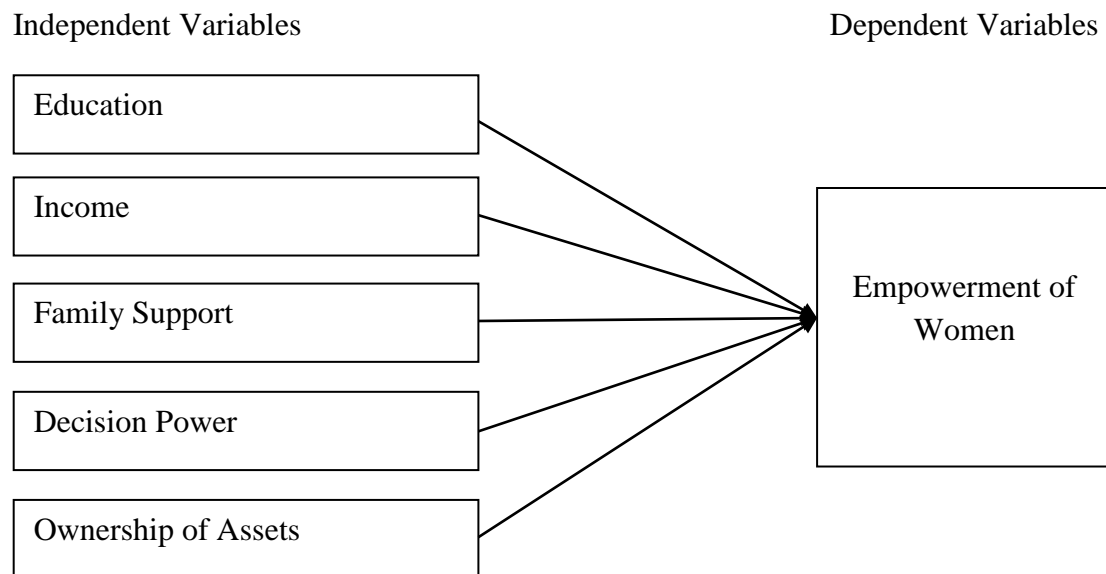 Independent Variables
Dependent Variables
Education
Income
Family Support
Decision Power
Ownership of Assets
Empowerment of
Women